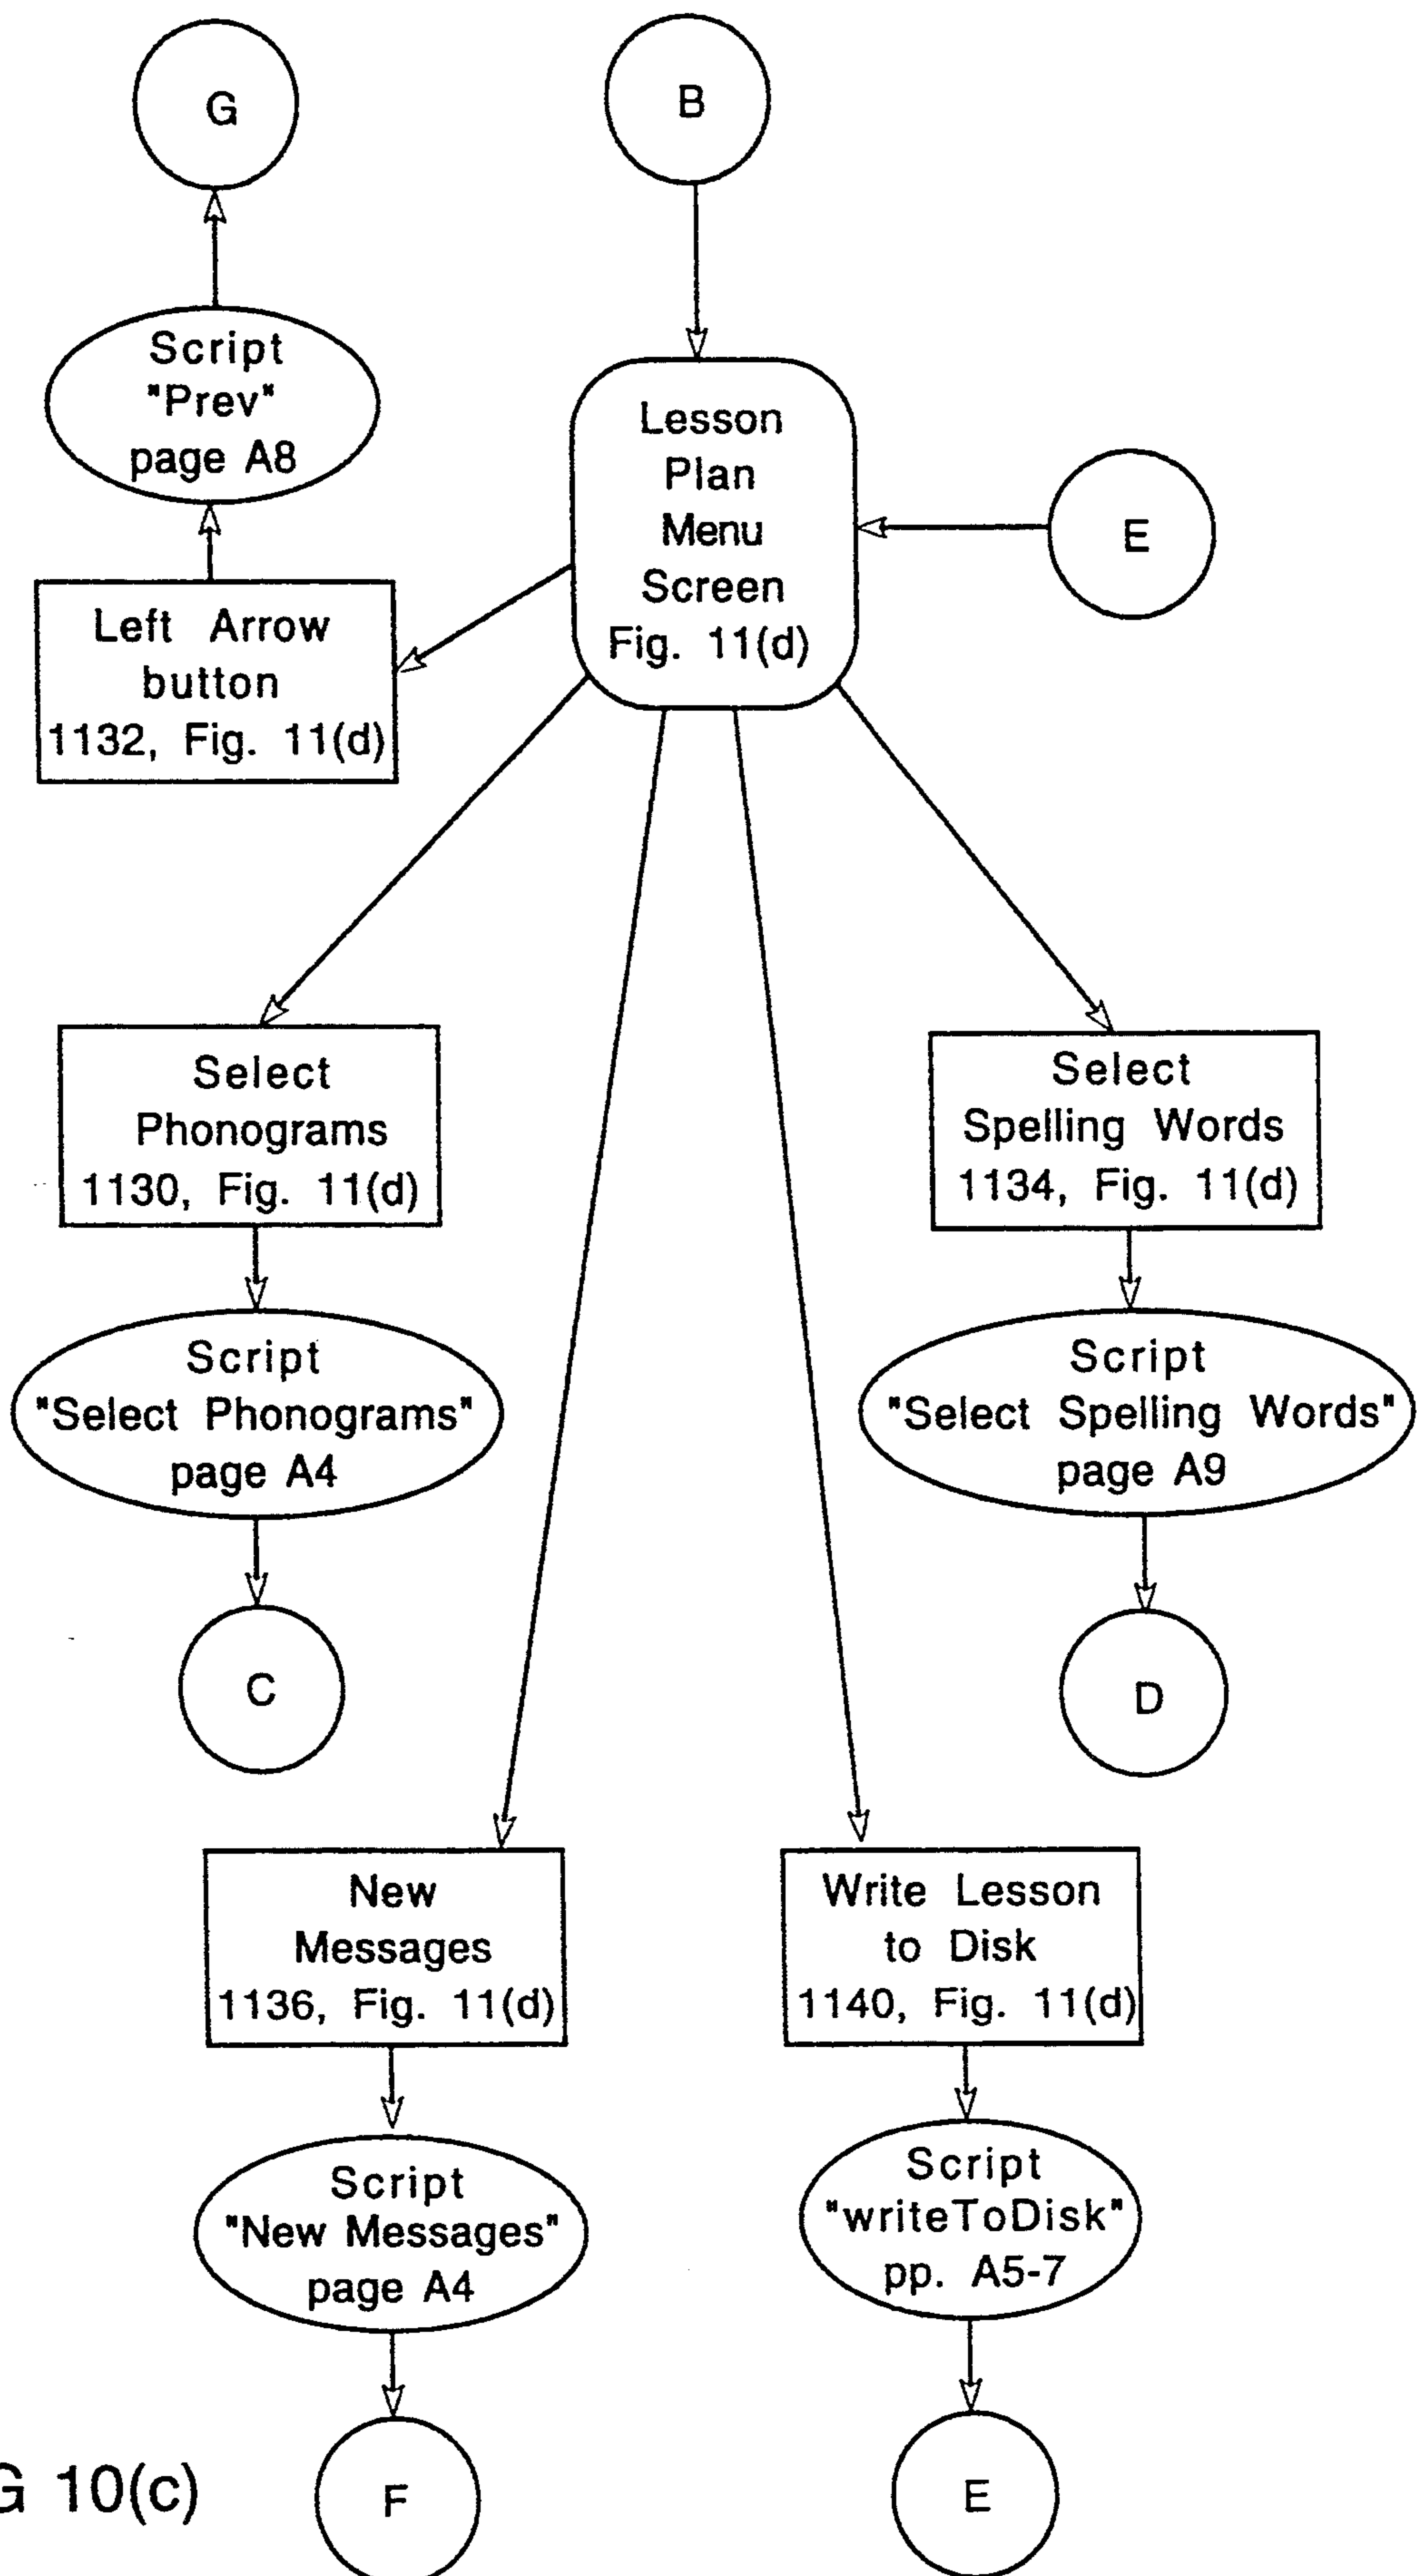 G
B
Script
"Prev"
page A8
Lesson
Plan
Menu
Screen
Fig. 11(d)
E
Left Arrow
button
1132, Fig. 11(d)
Select
Phonograms
1130, Fig. 11(d)
Select
Spelling Words
1134, Fig. 11(d)
Script
"Select Phonograms"
page A4
Script
"Select Spelling Words"
page A9
C
D
New
Messages
1136, Fig. 11(d)
Write Lesson
to Disk
1140, Fig. 11(d)
Script
"New Messages"
page A4
Script
"writeToDisk"
pp. A5-7
G 10(c)
F
E